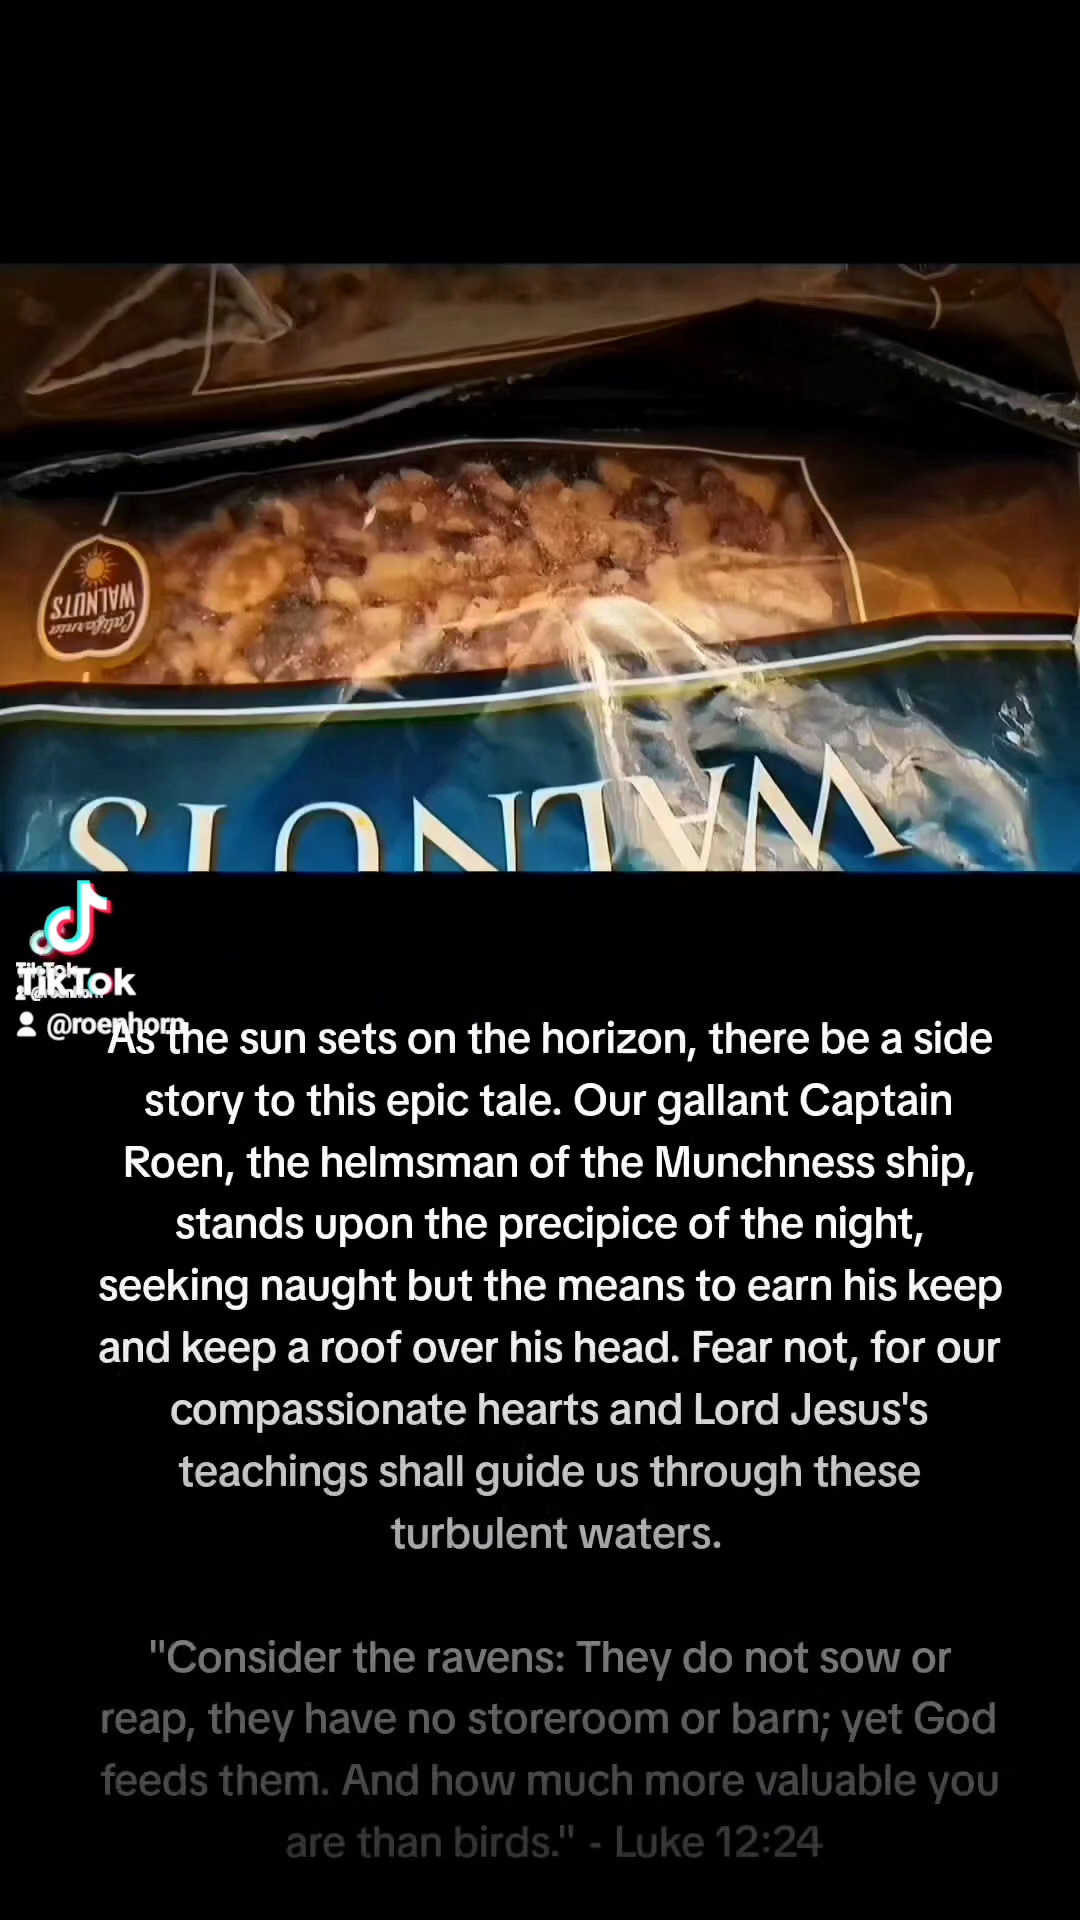 California
WALNUTS
WALNUTS
TikTok
TikTok
@roenhorn
@roenhorn
As the sun sets on the horizon, there be a side
story to this epic tale. Our gallant Captain
Roen, the helmsman of the Munchness ship,
stands upon the precipice of the night,
seeking naught but the means to earn his keep
and keep a roof over his head. Fear not, for our
compassionate hearts and Lord Jesus's
teachings shall guide us through these
turbulent waters.
"Consider the ravens: They do not sow or
reap, they have no storeroom or barn; yet God
feeds them. And how much more valuable you
are than birds." - Luke 12:24